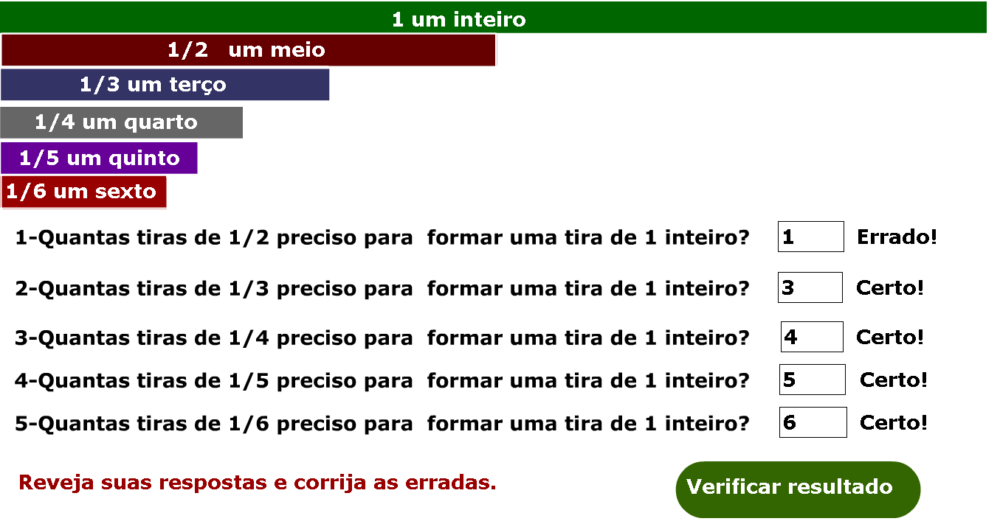 1 um inteiro
1/2 um meio
1/3 um terço
1/4 um quarto
1/5 um quinto
1/6 um sexto
1-Quantas tiras de 1/2 preciso para formar uma tira de 1 inteiro? 1 Errado!
2-Quantas tiras de 1/3 preciso para formar uma tira de 1 inteiro? 3 Certo!
3-Quantas tiras de 1/4 preciso para formar uma tira de 1 inteiro? 4 Certo!
4-Quantas tiras de 1/5 preciso para formar uma tira de 1 inteiro? 5 Certo!
5-Quantas tiras de 1/6 preciso para formar uma tira de 1 inteiro? 6 Certo!
Reveja suas respostas e corrija as erradas. Verificar resultado